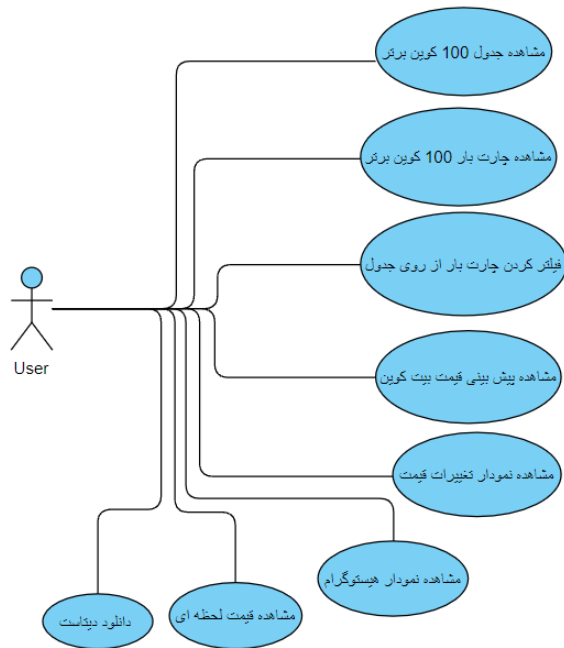 مشاهده جدول 100 کوین برتر
مشاهده چارت بار 100 کوین برتر
فیلتر کردن چارت بار از روی جدول
User
مشاهده پیش بینی قیمت بیت کوین
مشاهده نمودار تغییرات قیمت
مشاهده نمودار هیستوگرام
مشاهده قیمت لحظه ای
دانلود دیتاست